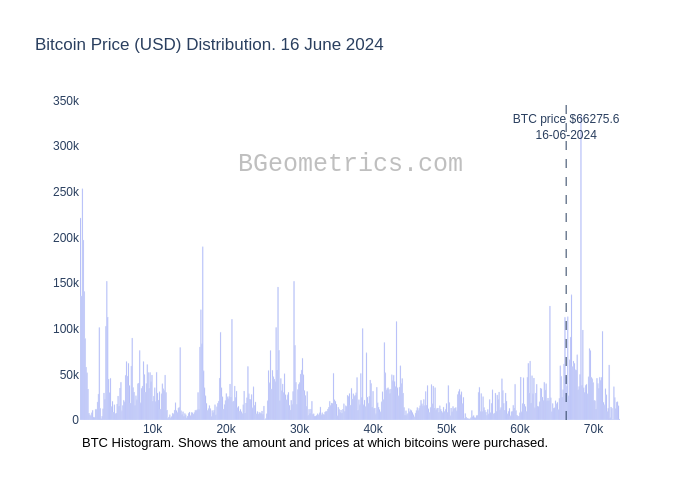 Bitcoin Price (USD) Distribution. 16 June 2024
350k
BTC price $66275.6
300k
16-06-2024
BGeometrics.com
250k
200k
150k
100k
50k
0
10k 20k 30k 40k 50k 60k 70k
BTC Histogram. Shows the amount and prices at which bitcoins were purchased.